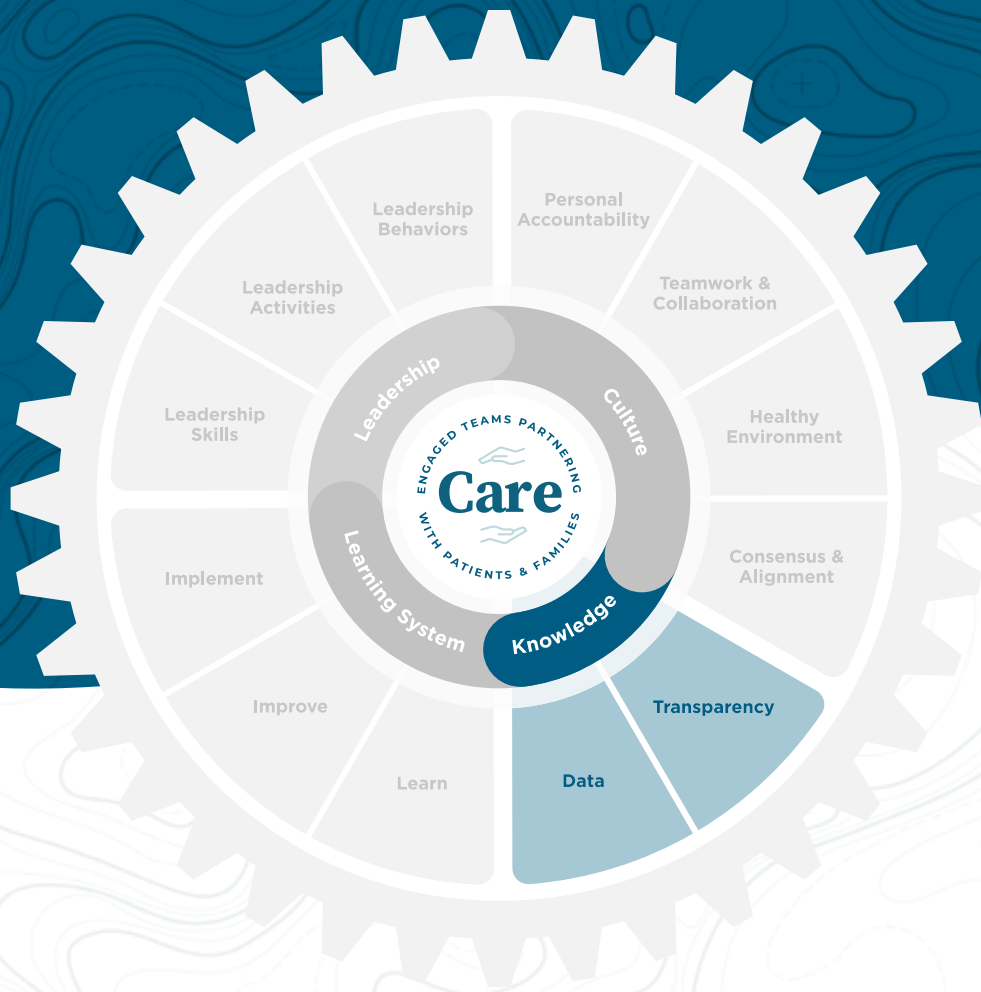 Leadership
Behaviors
Personal
Accountability
Leadership
Activities
Teamwork &
Collaboration
Leadership
Skills
Healthy
Environment
Leadership
Culture
ENGAGED TEAMS PARTNERING
Care
WITH PATIENTS & FAMILIES
Learning System
Knowledge
Consensus &
Alignment
Implement
Improve
Transparency
Learn
Data